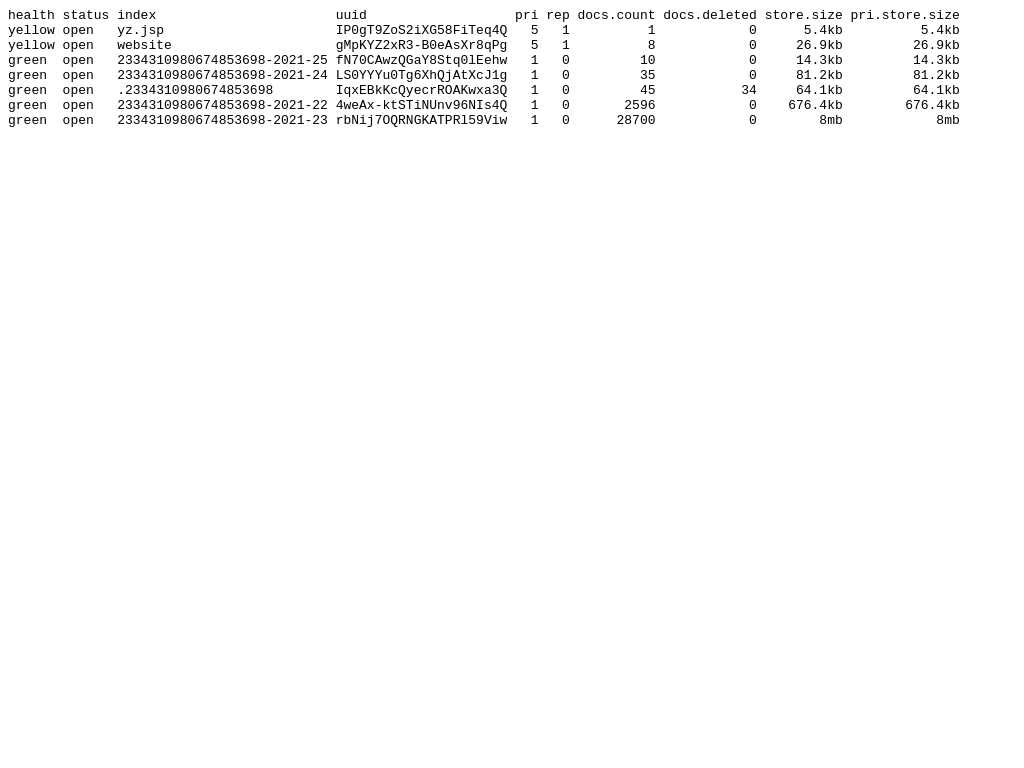 health status index                       uuid                   pri rep docs.count docs.deleted store.size pri.store.size
yellow open   yz.jsp                      IP0gT9ZoS2iXG58FiTeq4Q   5   1          1            0      5.4kb          5.4kb
yellow open   website                     gMpKYZ2xR3-B0eAsXr8qPg   5   1          8            0     26.9kb         26.9kb
green  open   2334310980674853698-2021-25 fN70CAwzQGaY8Stq0lEehw   1   0         10            0     14.3kb         14.3kb
green  open   2334310980674853698-2021-24 LS0YYYu0Tg6XhQjAtXcJ1g   1   0         35            0     81.2kb         81.2kb
green  open   .2334310980674853698        IqxEBkKcQyecrROAKwxa3Q   1   0         45           34     64.1kb         64.1kb
green  open   2334310980674853698-2021-22 4weAx-ktSTiNUnv96NIs4Q   1   0       2596            0    676.4kb        676.4kb
green  open   2334310980674853698-2021-23 rbNij7OQRNGKATPRl59Viw   1   0      28700            0        8mb            8mb